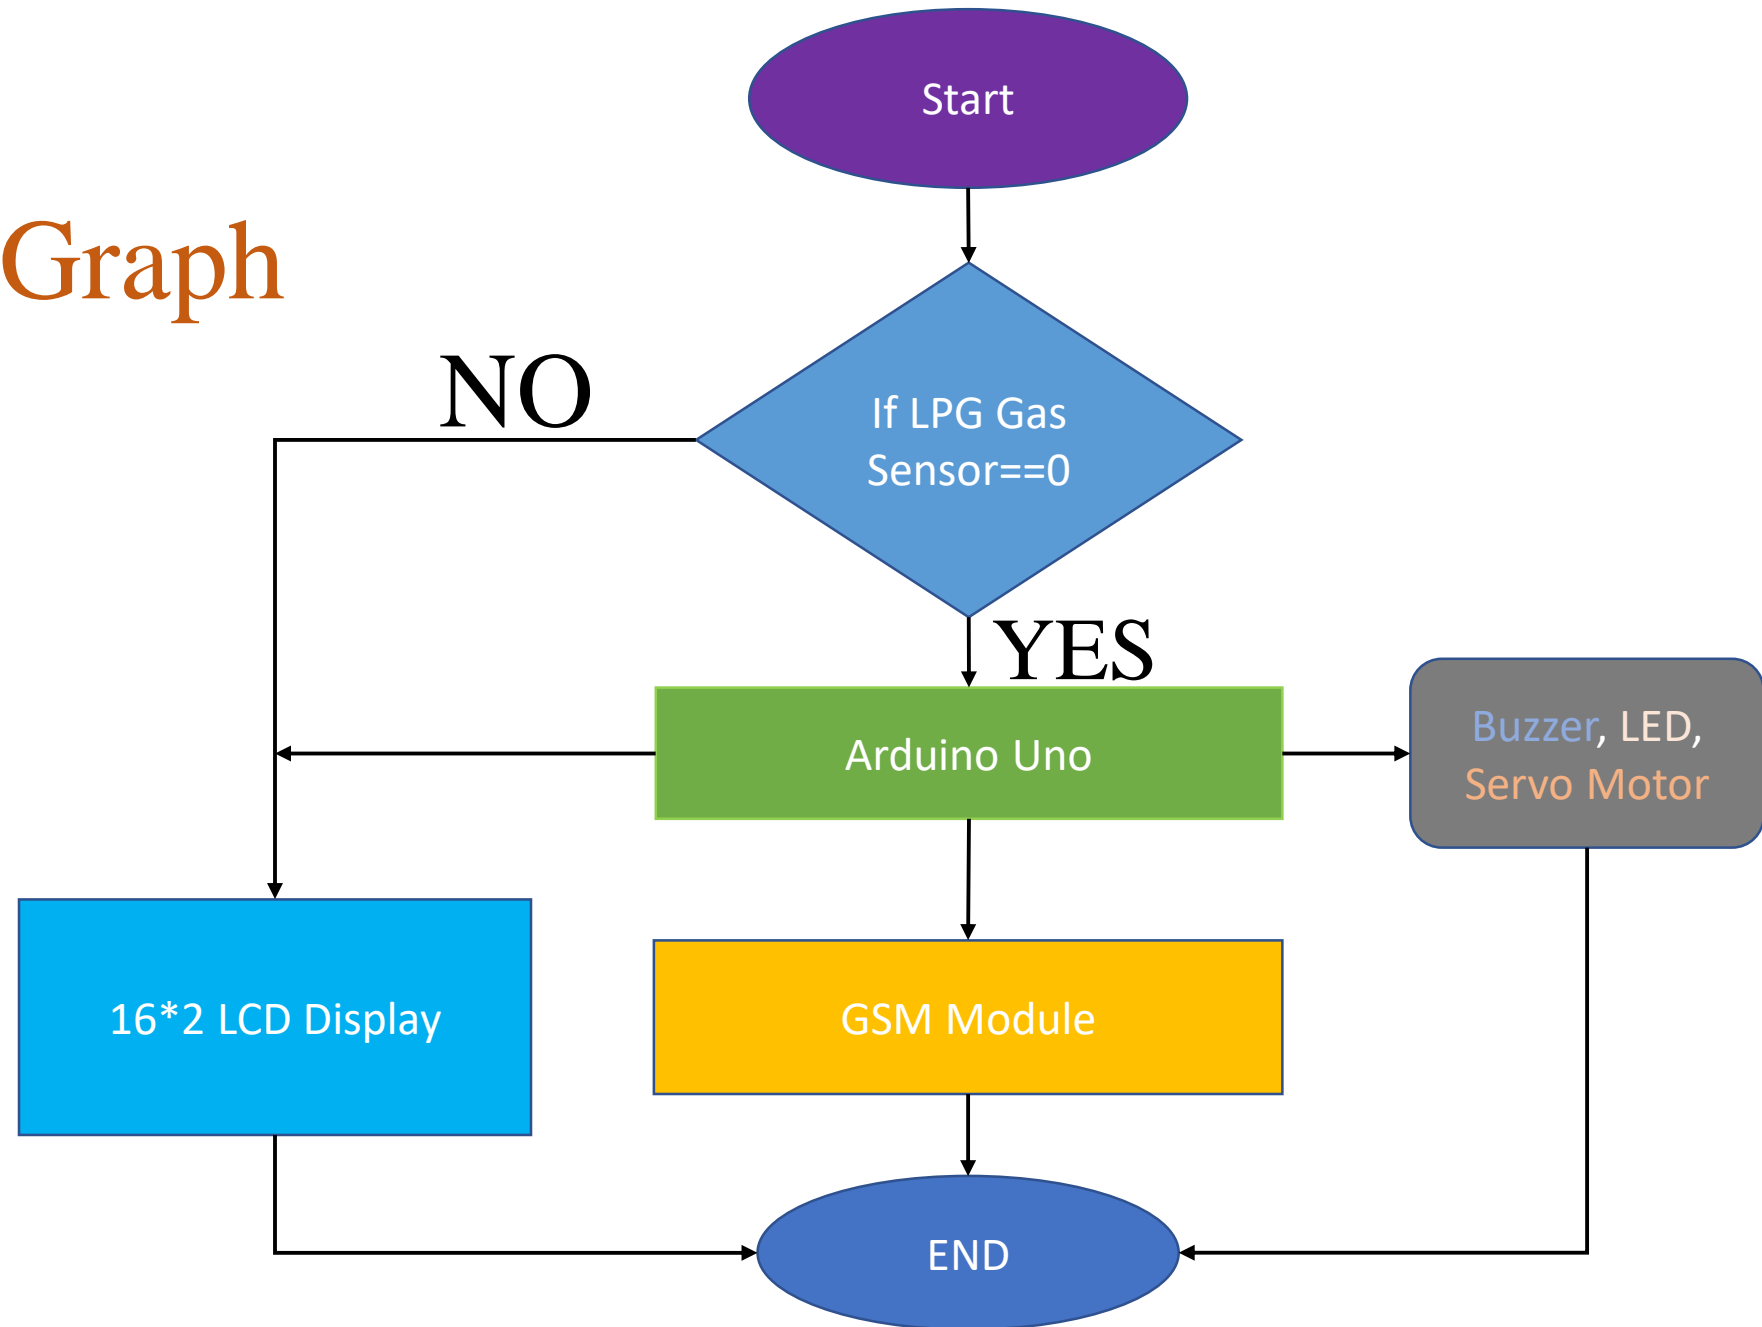 Start
Graph
NO
If LPG Gas
Sensor==0
YES
Arduino Uno
Buzzer, LED,
Servo Motor
16*2 LCD Display
GSM Module
END